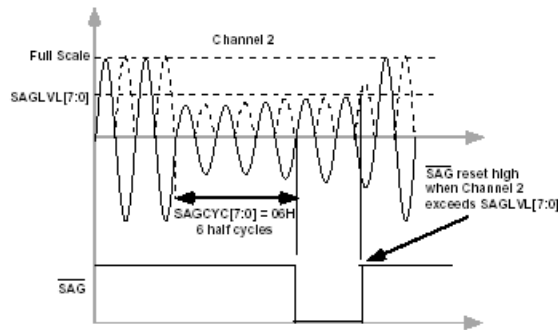 Channel 2
Full Scale
SAGLVL[7:0]
SAG reset high
when Channel 2
exceeds SAGLVL[7:0]
SAGCYC[7:0] = 06H
6 half cycles
SAG